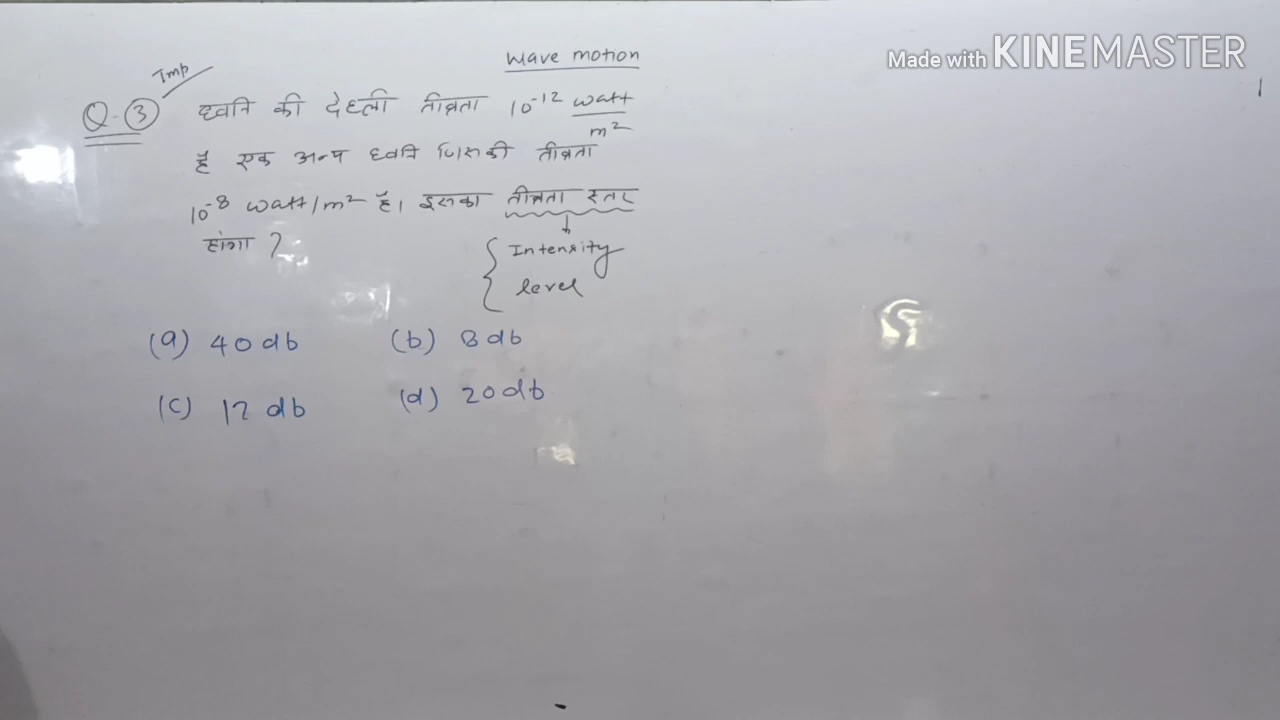 Made with KINEMASTER
wave motion
Imp
Q-3 ध्वनि की देहली तीव्रता 10⁻¹² watt/m²
है एक अन्य ध्वनि जिसकी तीव्रता
10⁻⁸ watt/m² है। इसका तीव्रता स्तर
होगा ?
{ Intensity
level
(a) 40 db (b) 8 db
(c) 12 db (d) 20 db